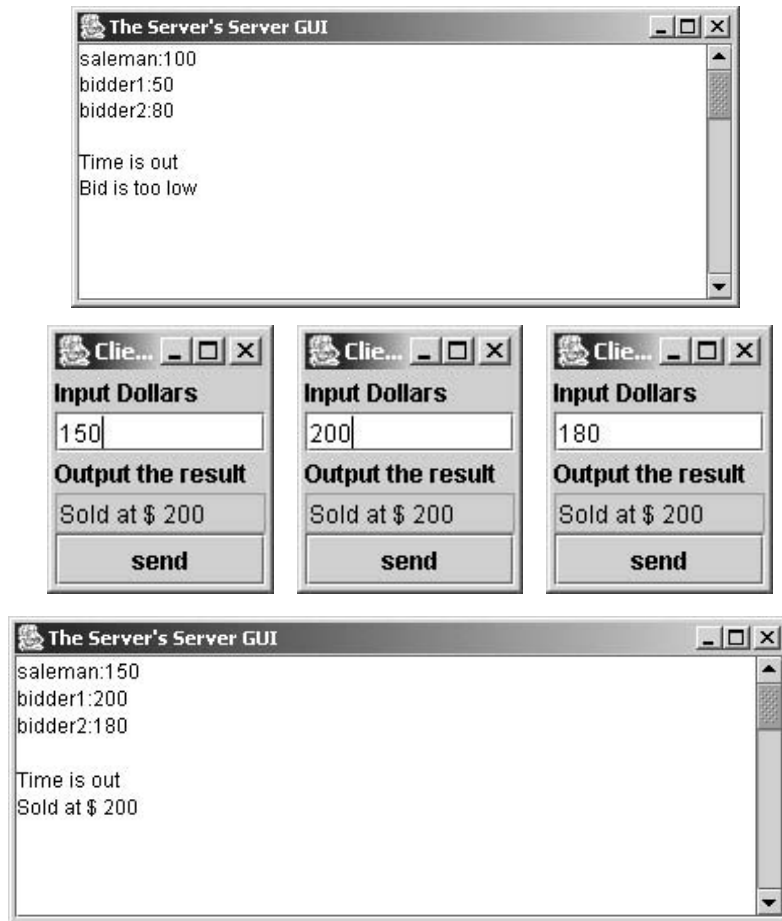 The Server's Server GUI
saleman:100
bidder1:50
bidder2:80
Time is out
Bid is too low
Clie...
Input Dollars
150
Output the result
Sold at $ 200
send
Clie...
Input Dollars
200
Output the result
Sold at $ 200
send
Clie...
Input Dollars
180
Output the result
Sold at $ 200
send
The Server's Server GUI
saleman:150
bidder1:200
bidder2:180
Time is out
Sold at $ 200